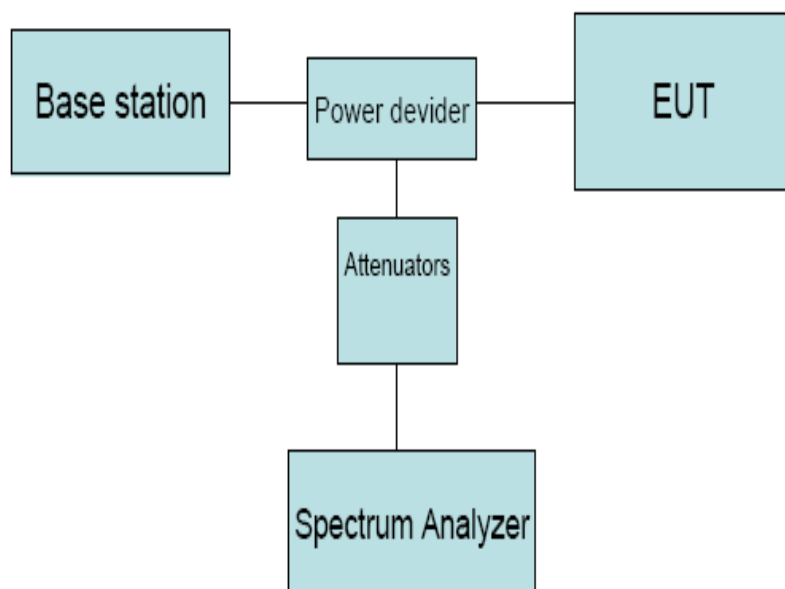 Base station
Power devider
EUT
Attenuators
Spectrum Analyzer